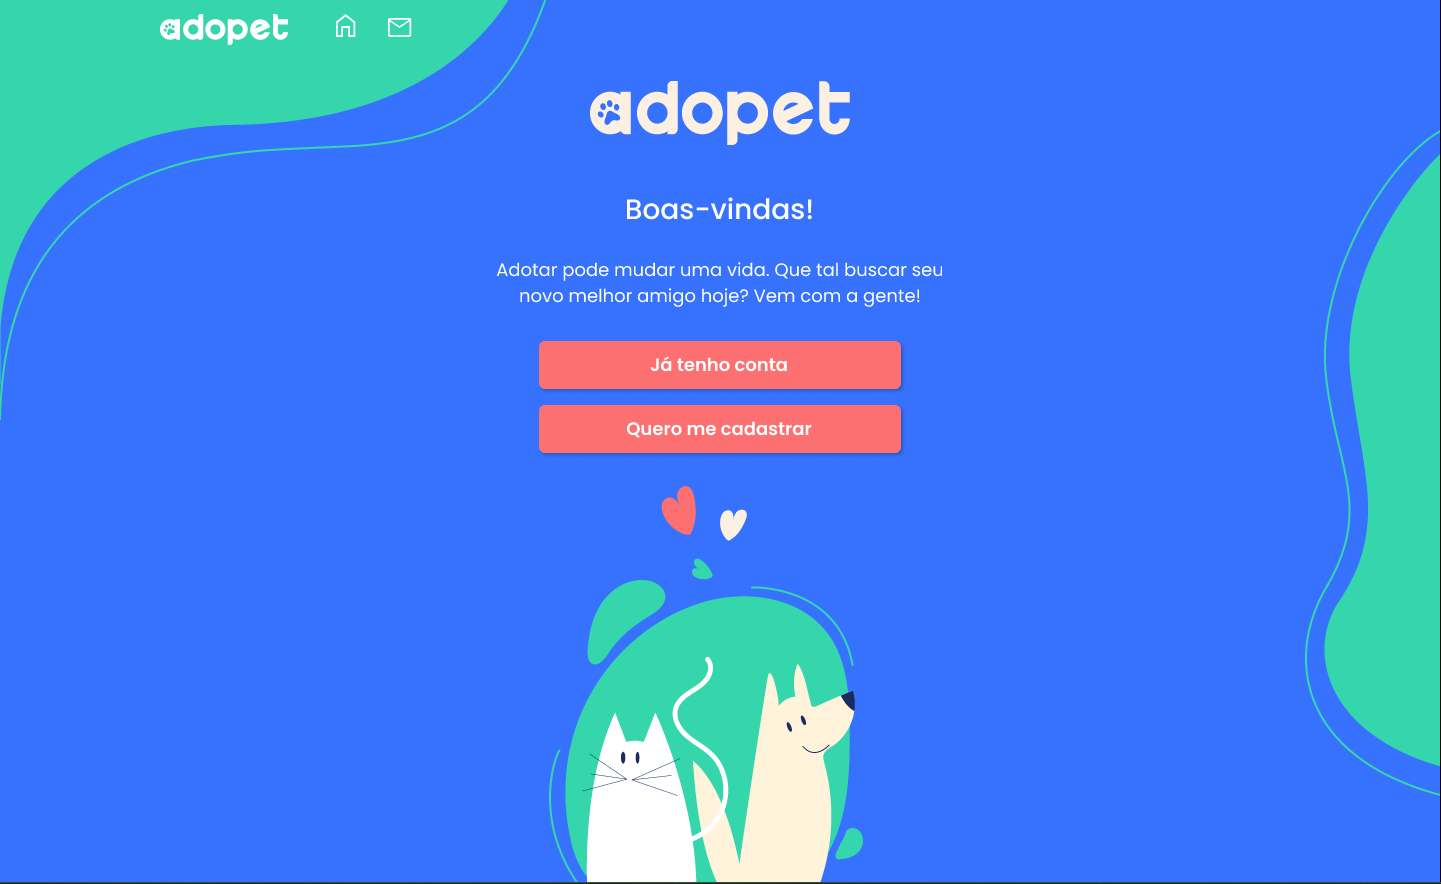 adopet
adopet
Boas-vindas!
Adotar pode mudar uma vida. Que tal buscar seu
novo melhor amigo hoje? Vem com a gente!
Já tenho conta
Quero me cadastrar